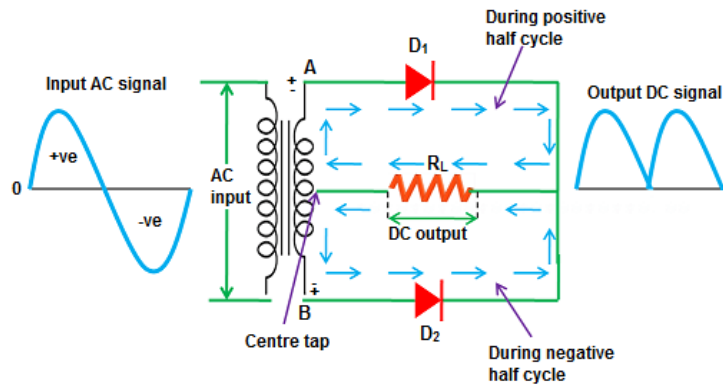 During positive
half cycle
D1
A
+
-
Input AC signal
Output DC signal
+ve
0
-ve
AC
input
RL
DC output
-
+
B
D2
Centre tap
During negative
half cycle